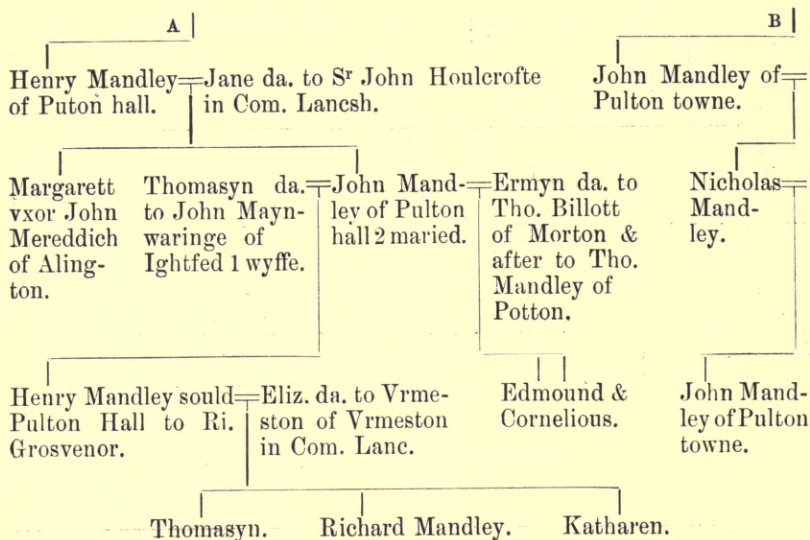 A
B
Henry Mandley
of Puton hall.
Jane da. to Sʳ John Houlcrofte
in Com. Lancsh.
John Mandley of
Pulton towne.
Margarett
vxor John
Mereddich
of Aling-
ton.
Thomasyn da.
to John Mayn-
waringe of
Ightfed 1 wyffe.
John Mand-
ley of Pulton
hall 2 maried.
Ermyn da. to
Tho. Billott
of Morton &
after to Tho.
Mandley of
Potton.
Nicholas
Mand-
ley.
Henry Mandley sould
Pulton Hall to Ri.
Grosvenor.
Eliz. da. to Vrme-
ston of Vrmeston
in Com. Lanc.
Edmound &
Cornelious.
John Mand-
ley of Pulton
towne.
Thomasyn.
Richard Mandley.
Katharen.